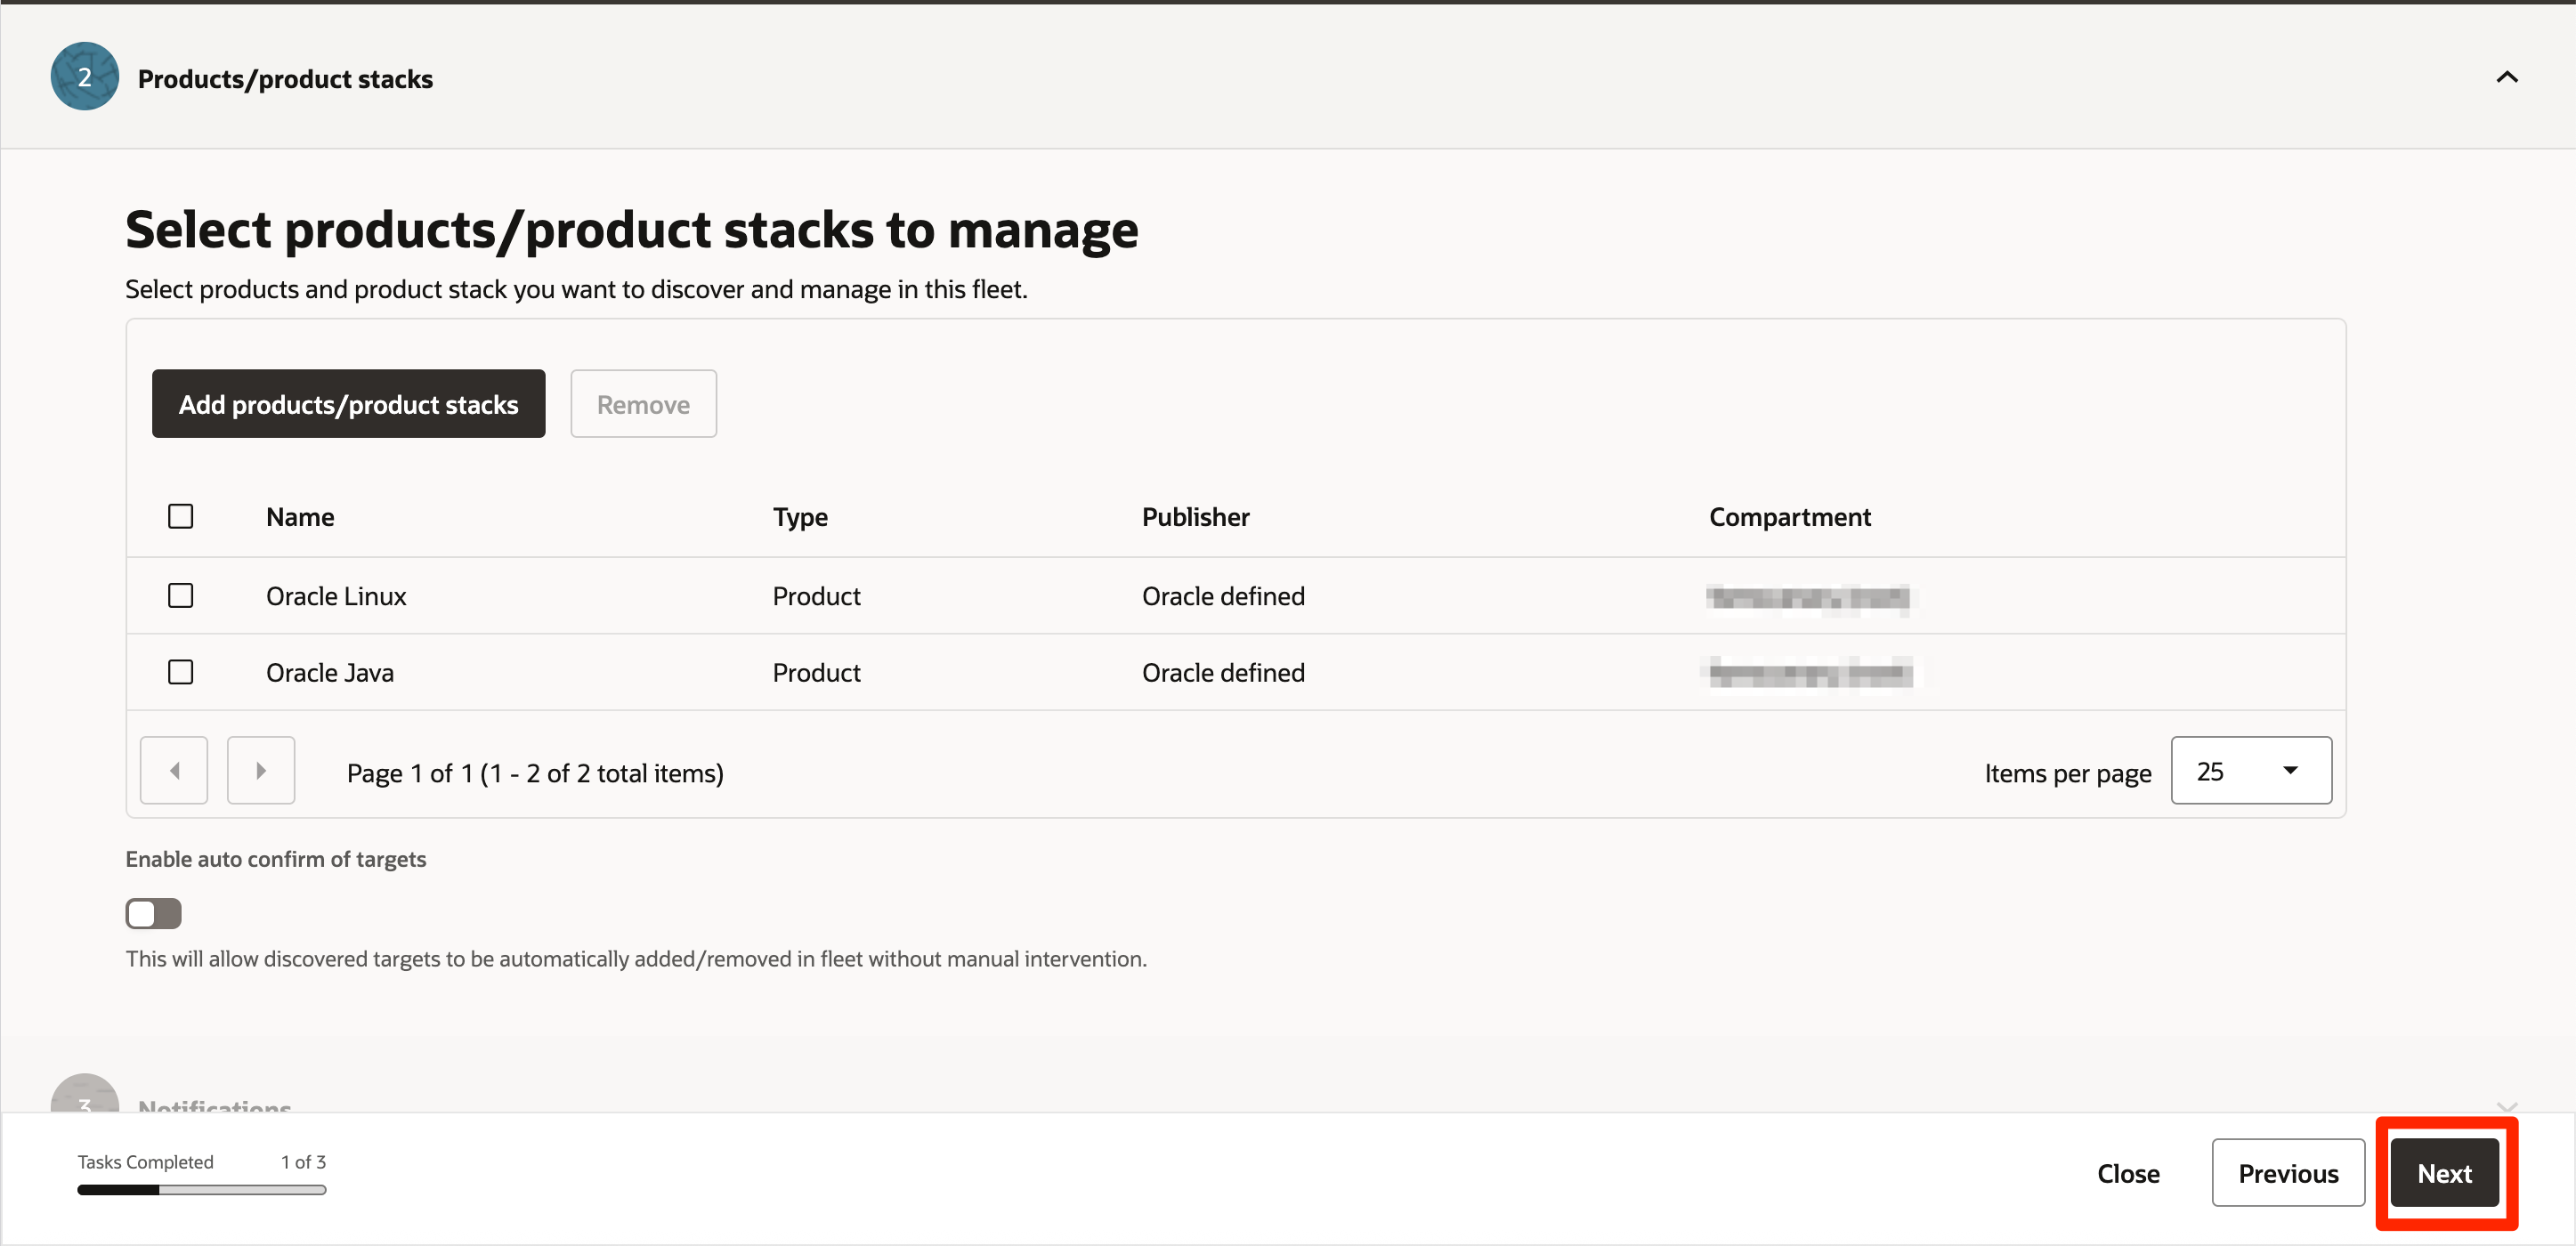 2 Products/product stacks
Select products/product stacks to manage
Select products and product stack you want to discover and manage in this fleet.
Add products/product stacks Remove
Name Type Publisher Compartment
Oracle Linux Product Oracle defined
Oracle Java Product Oracle defined
Page 1 of 1 (1 - 2 of 2 total items) Items per page 25
Enable auto confirm of targets
This will allow discovered targets to be automatically added/removed in fleet without manual intervention.
3 Notifications
Tasks Completed 1 of 3
Close Previous Next